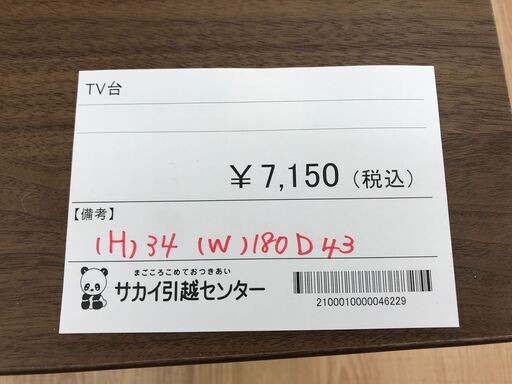 TV台
￥7,150（税込）
【備考】
(H)34 (W)180 D43
まごころこめておつきあい
サカイ引越センター
2100010000046229